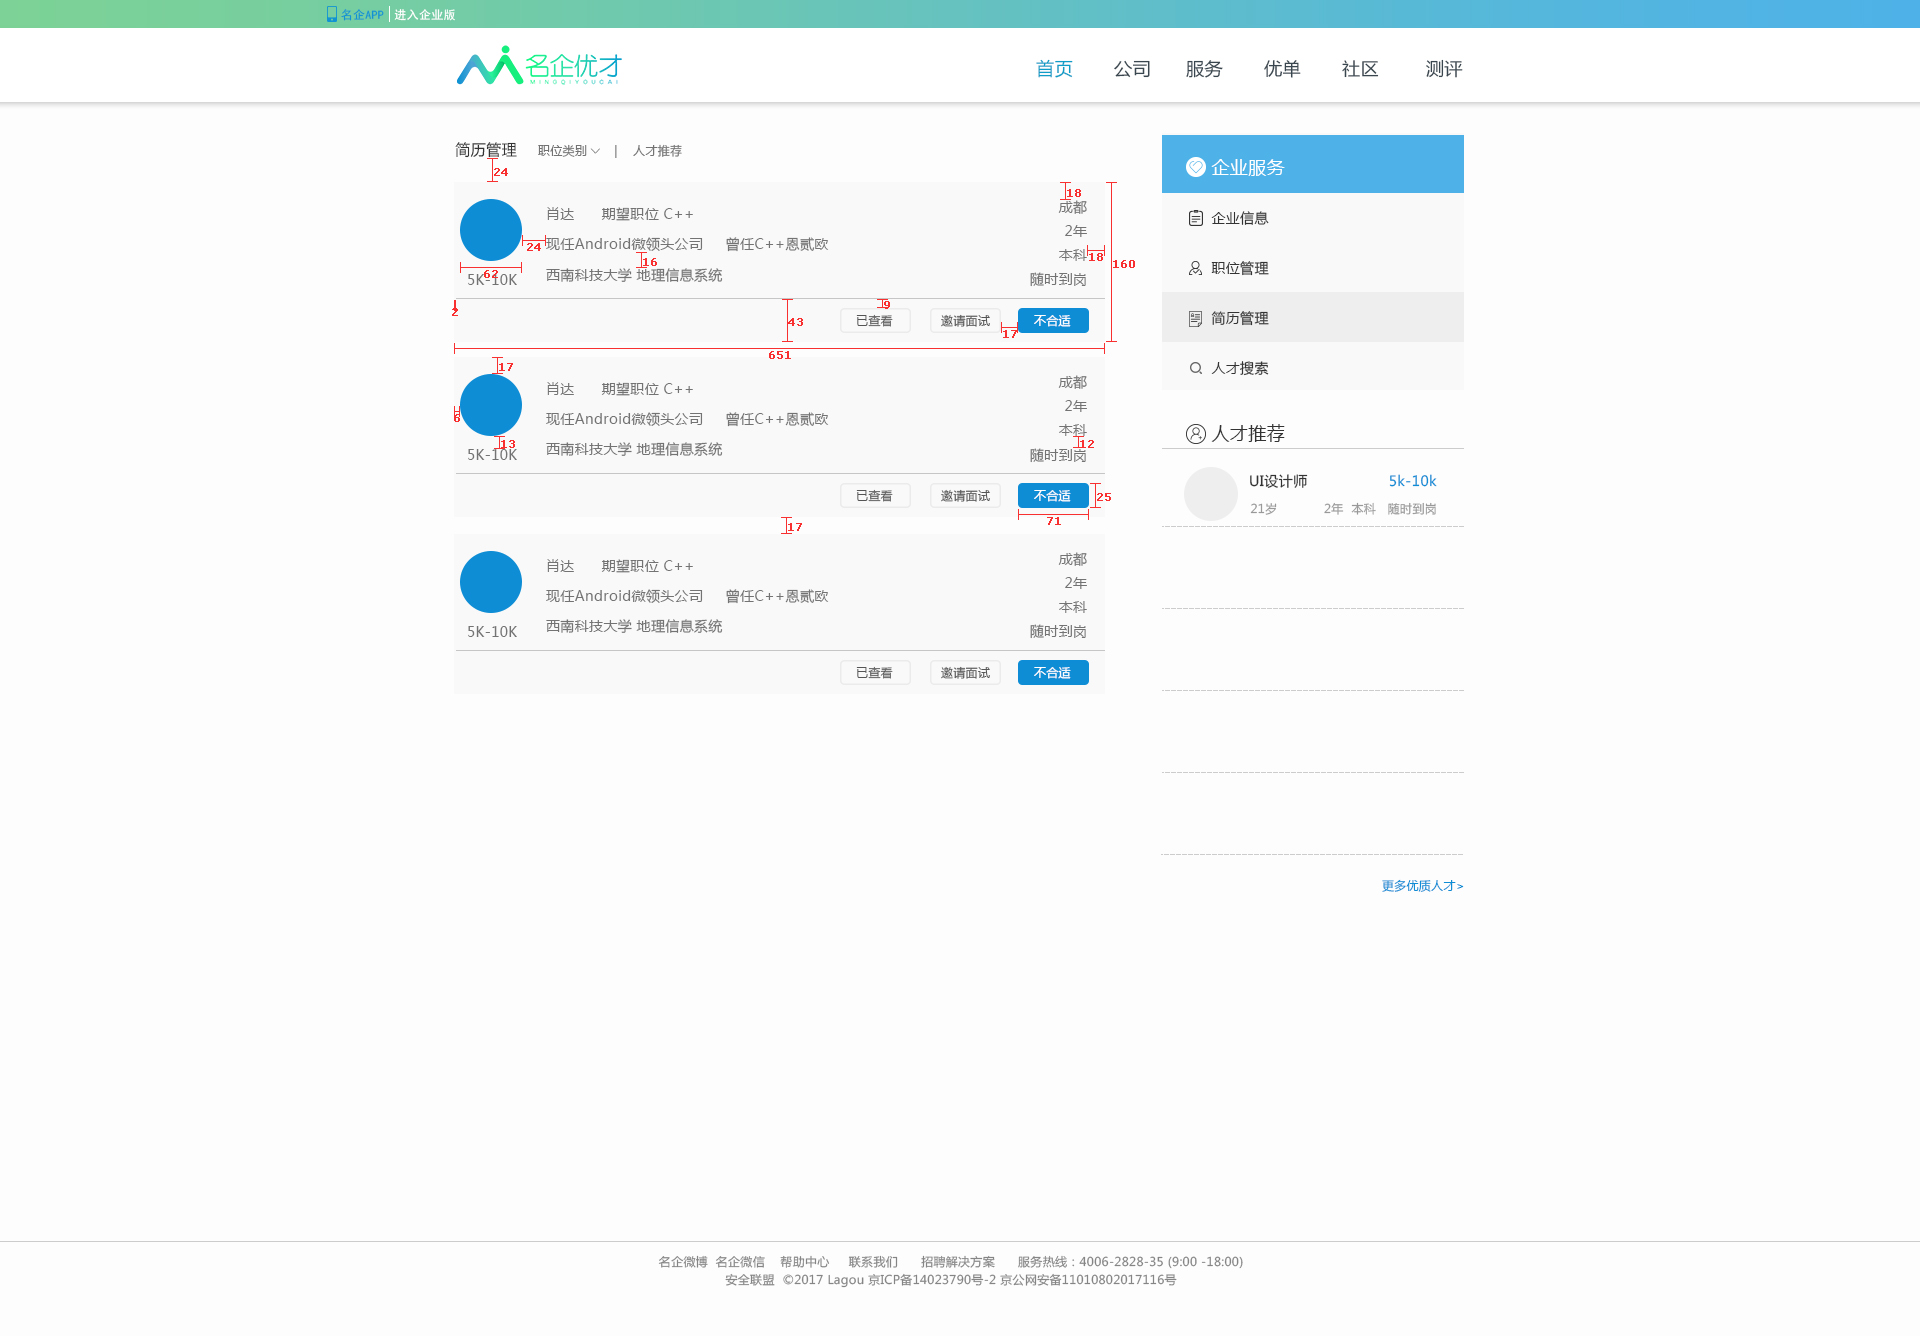 名企APP 进入企业版
名企优才
MINGQIYOUCAI
首页 公司 服务 优单 社区 测评
简历管理 职位类别 | 人才推荐
24
18
肖达 期望职位 C++
成都
2年
现任Android微领头公司 曾任C++恩贰欧
24
本科
18
160
16
62
5K-10K
西南科技大学 地理信息系统
随时到岗
2
9
43
已查看 邀请面试 不合适
17
651
17
肖达 期望职位 C++
成都
2年
6
现任Android微领头公司 曾任C++恩贰欧
本科
13
12
5K-10K
西南科技大学 地理信息系统
随时到岗
已查看 邀请面试 不合适
25
71
17
肖达 期望职位 C++
成都
2年
现任Android微领头公司 曾任C++恩贰欧
本科
5K-10K
西南科技大学 地理信息系统
随时到岗
已查看 邀请面试 不合适
企业服务
企业信息
职位管理
简历管理
人才搜索
人才推荐
UI设计师 5k-10k
21岁 2年 本科 随时到岗
更多优质人才>
名企微博 名企微信 帮助中心 联系我们 招聘解决方案 服务热线：4006-2828-35 (9:00 -18:00)
安全联盟 ©2017 Lagou 京ICP备14023790号-2 京公网安备11010802017116号